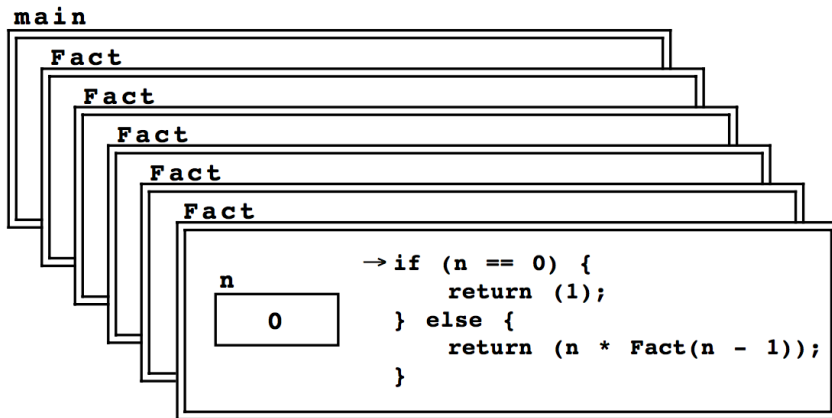 main
Fact
Fact
Fact
Fact
Fact
n
0
→if (n == 0) {
return (1);
} else {
return (n * Fact(n - 1));
}